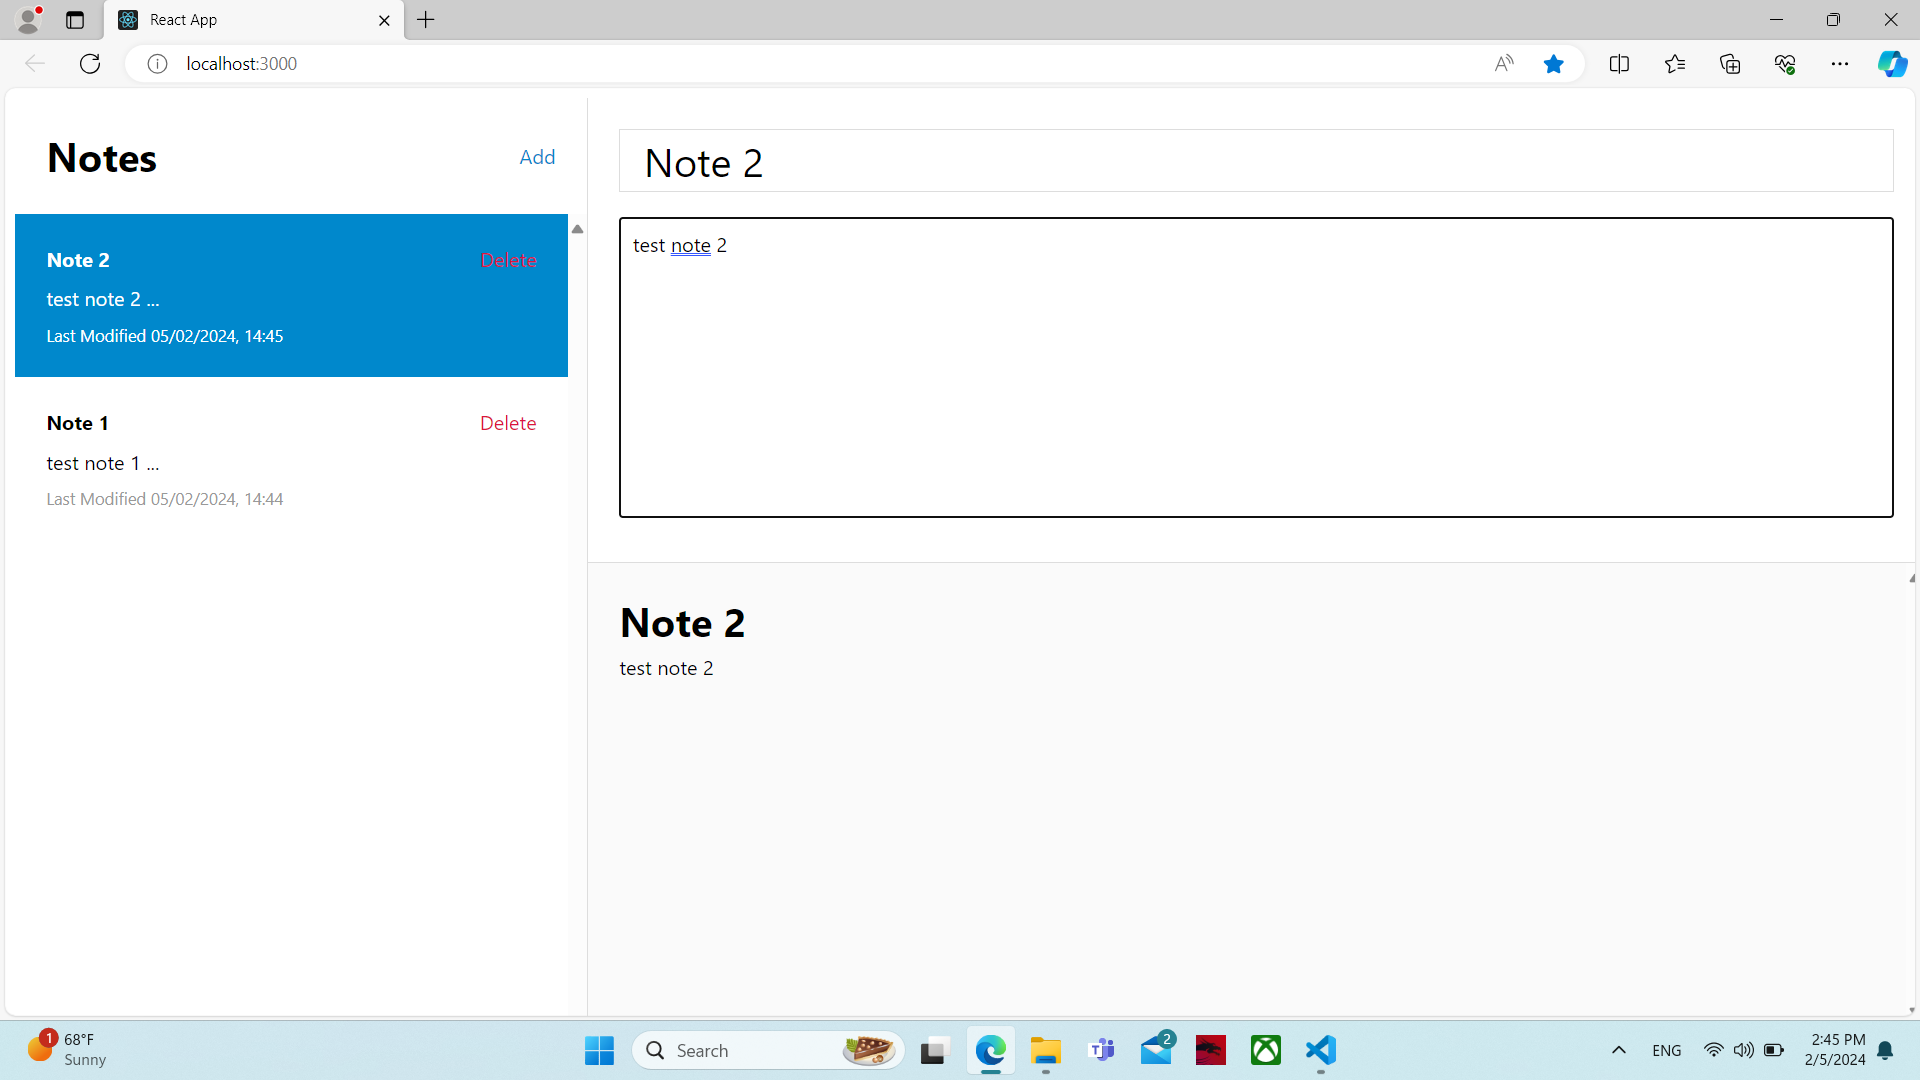 React App
localhost:3000
Notes
Add
Note 2
Delete
test note 2 ...
Last Modified 05/02/2024, 14:45
Note 1
Delete
test note 1 ...
Last Modified 05/02/2024, 14:44
Note 2
test note 2
Note 2
test note 2
1
68°F
Sunny
Search
2
ENG
2:45 PM
2/5/2024